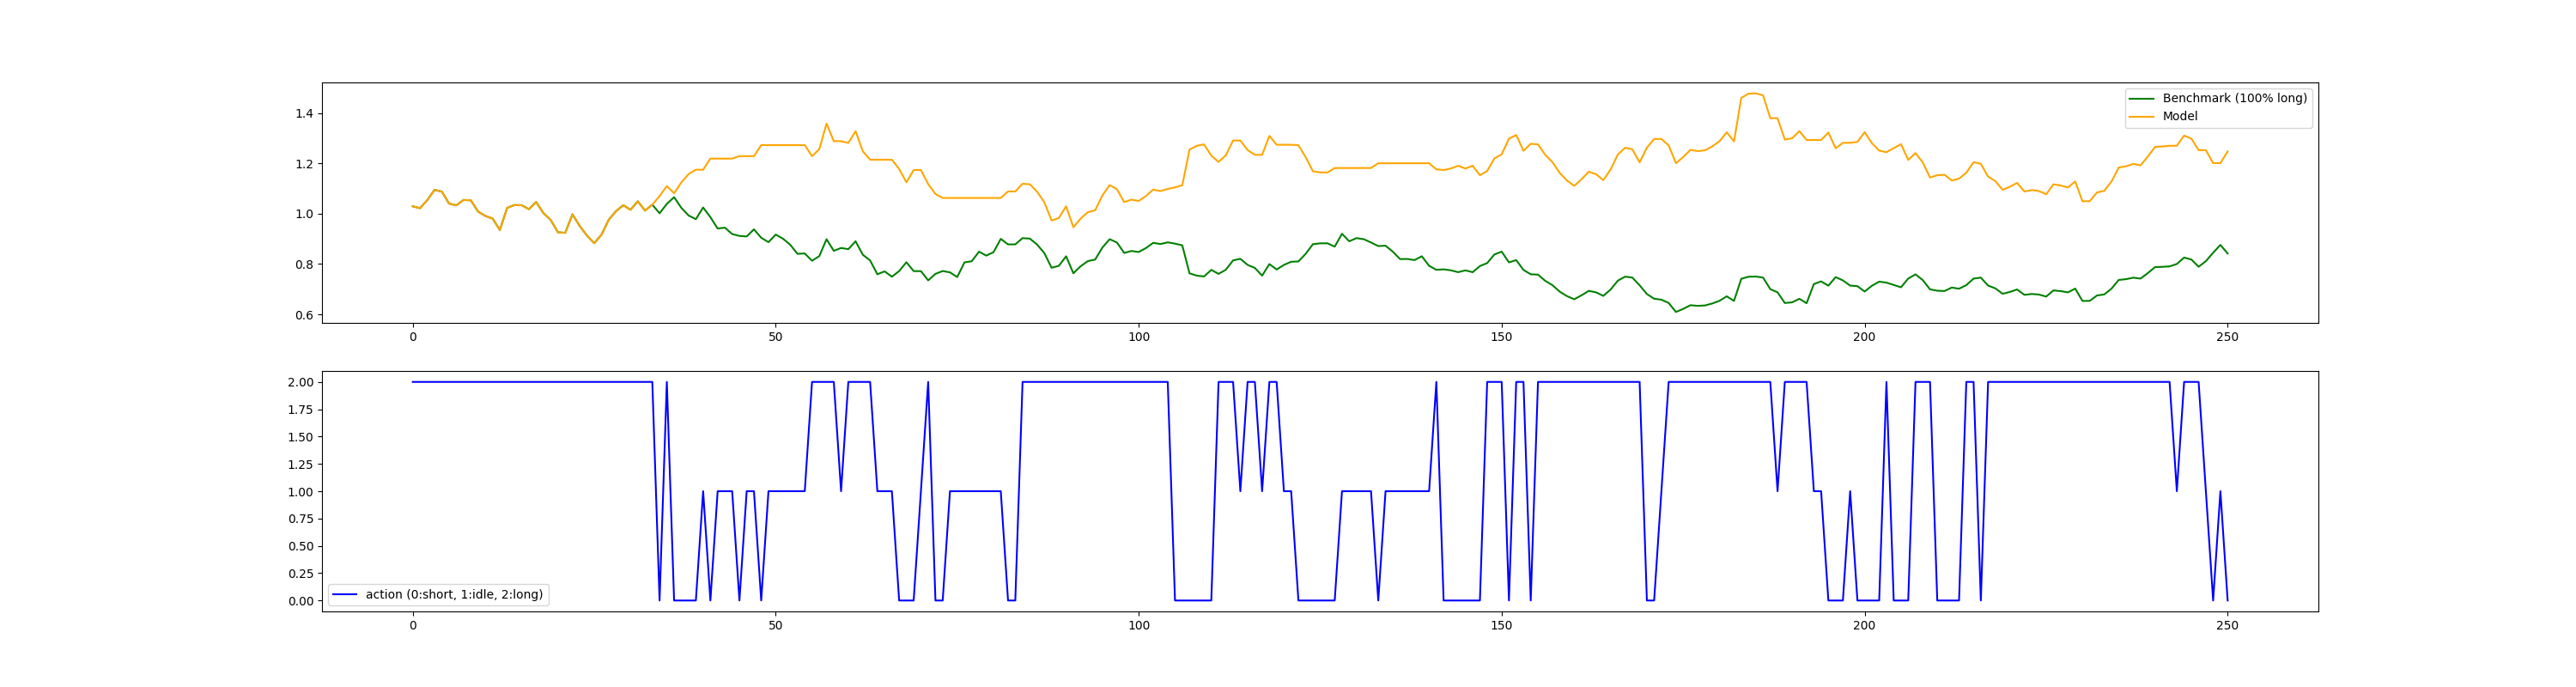 1.4
1.2
1.0
0.8
0.6
Benchmark (100% long)
Model
0 50 100 150 200 250
2.00
1.75
1.50
1.25
1.00
0.75
0.50
0.25
0.00
action (0:short, 1:idle, 2:long)
0 50 100 150 200 250